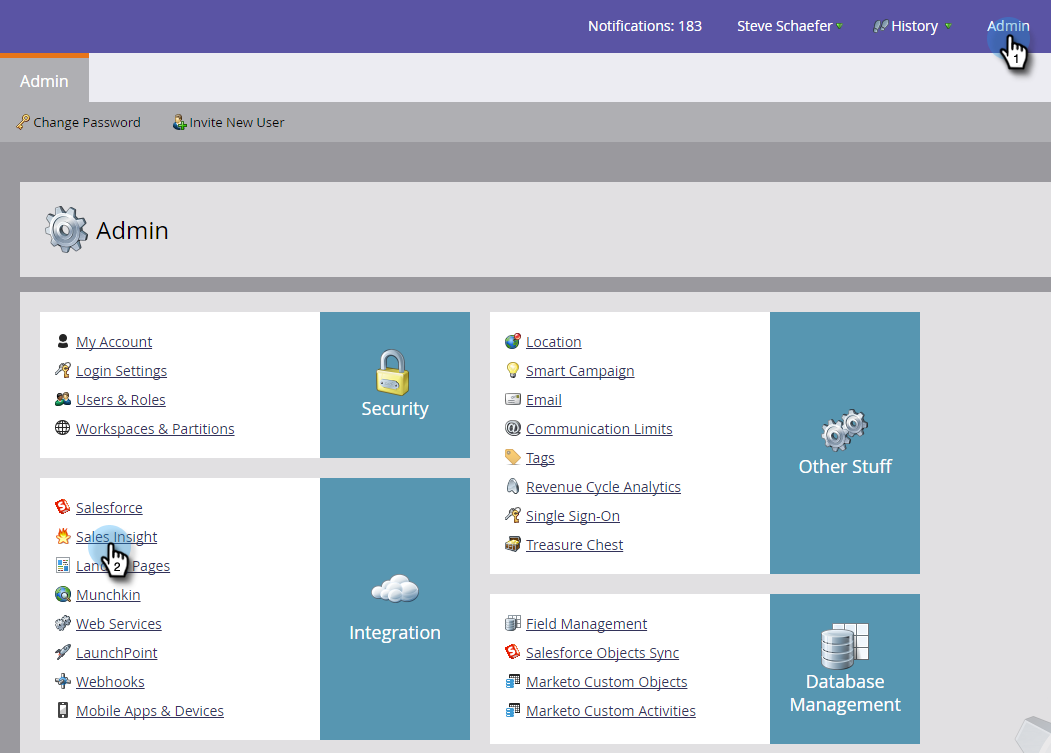 Notifications: 183 Steve Schaefer History Admin
1
Admin
Change Password Invite New User
Admin
My Account
Login Settings
Users & Roles
Workspaces & Partitions
Security
Salesforce
Sales Insight
2
Pages
Munchkin
Web Services
LaunchPoint
Webhooks
Mobile Apps & Devices
Integration
Location
Smart Campaign
Email
Communication Limits
Tags
Revenue Cycle Analytics
Single Sign-On
Treasure Chest
Other Stuff
Field Management
Salesforce Objects Sync
Marketo Custom Objects
Marketo Custom Activities
Database
Management